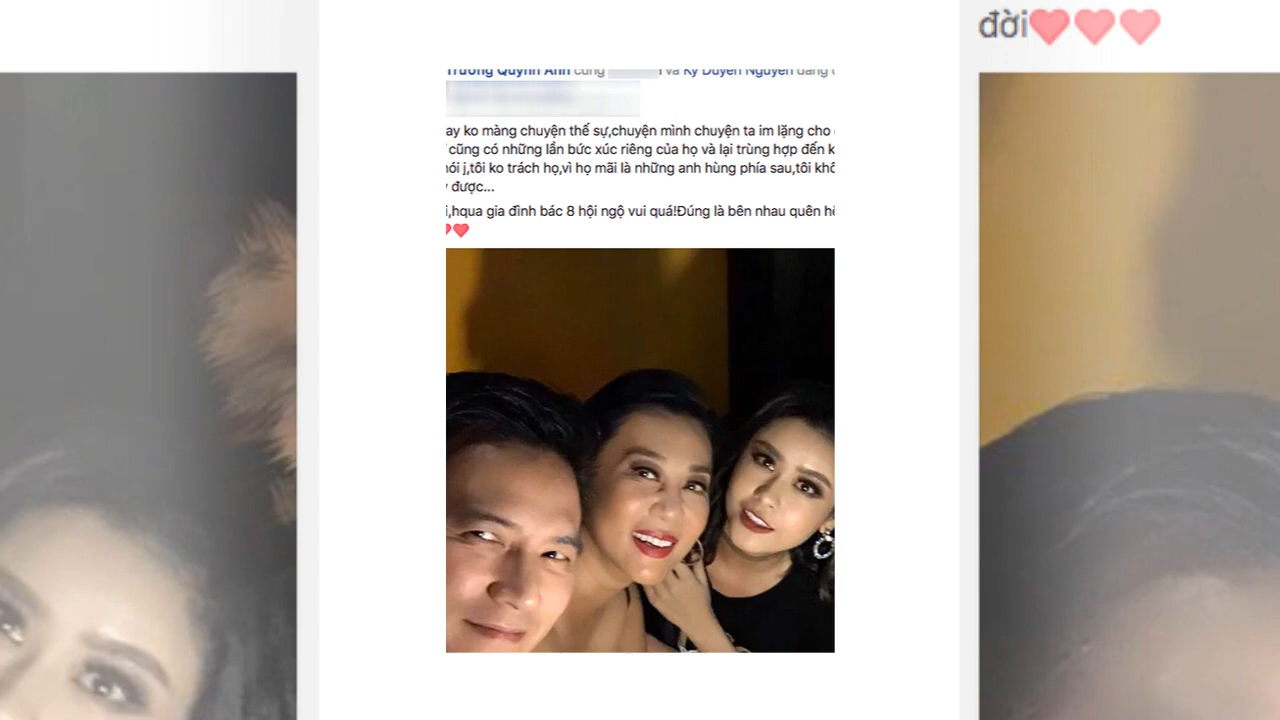 Trương Quỳnh Anh cùng và Kỳ Duyên Nguyễn đang
ay ko màng chuyện thế sự,chuyện mình chuyện ta im lặng cho
cũng có những lần bức xúc riêng của họ và lại trùng hợp đến k
nói j,tôi ko trách họ,vì họ mãi là những anh hùng phía sau,tôi khô
được...
i,hqua gia đình bác 8 hội ngộ vui quá!Đúng là bên nhau quên hế
đời❤️❤️❤️